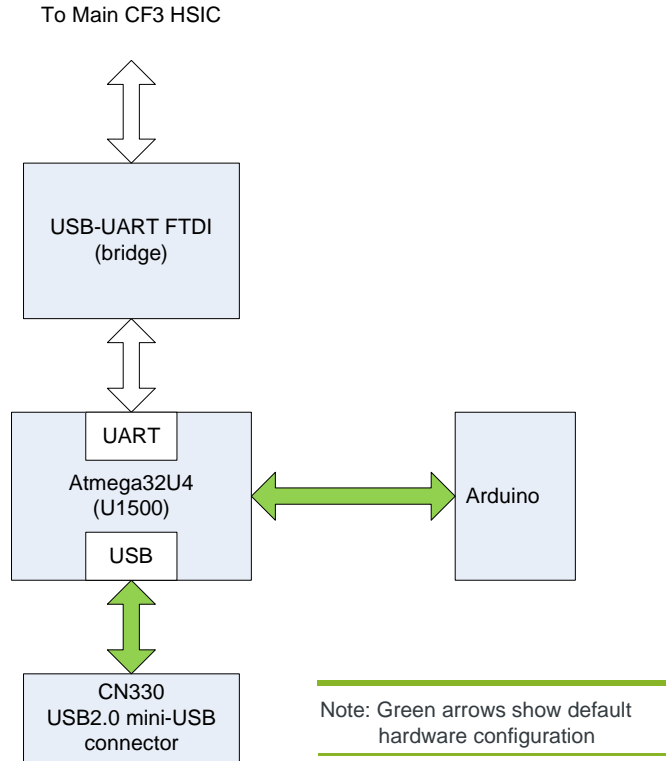 To Main CF3 HSIC
USB-UART FTDI
(bridge)
UART
Atmega32U4
(U1500)
Arduino
USB
CN330
USB2.0 mini-USB
connector
Note: Green arrows show default
hardware configuration